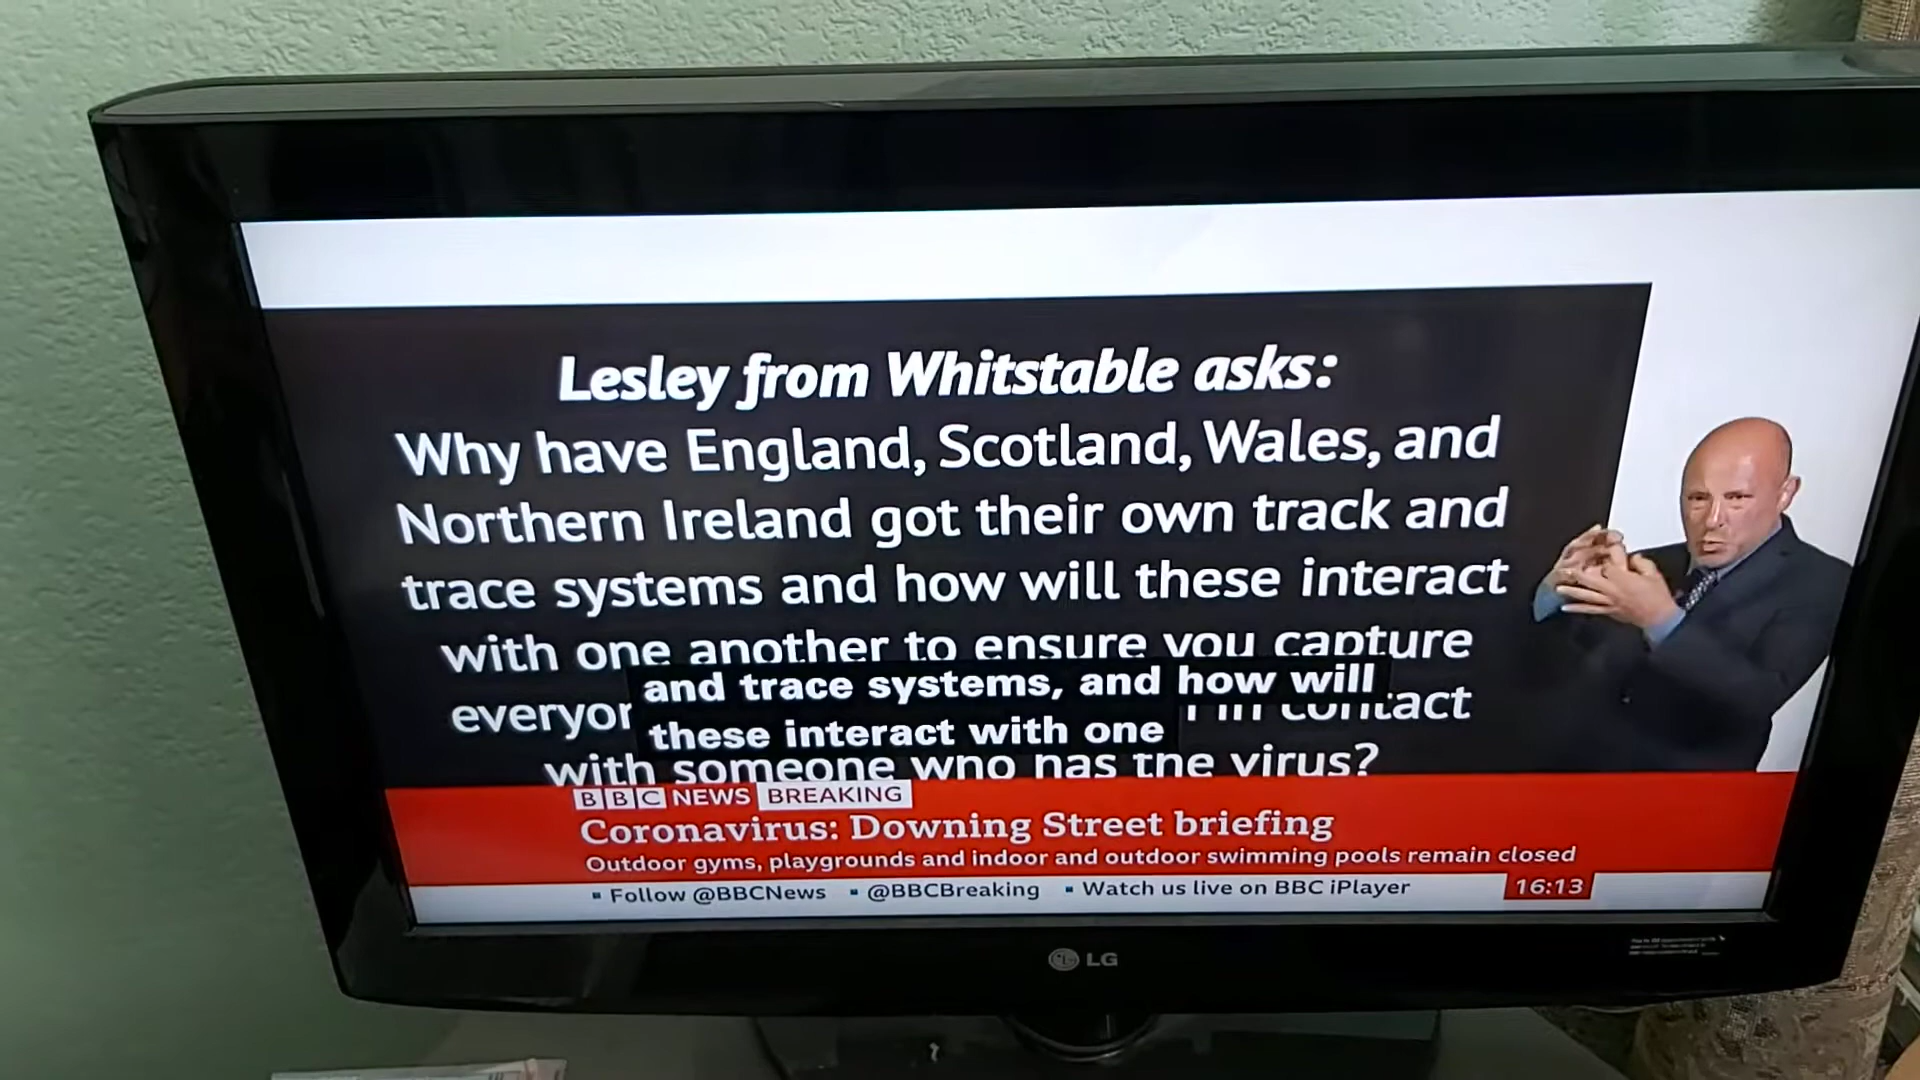 Lesley from Whitstable asks:
Why have England, Scotland, Wales, and
Northern Ireland got their own track and
trace systems and how will these interact
with one another to ensure you capture
and trace systems, and how will
in contact
these interact with one
with someone who has the virus?
BBC NEWS BREAKING
Coronavirus: Downing Street briefing
Outdoor gyms, playgrounds and indoor and outdoor swimming pools remain closed
Follow @BBCNews @BBCBreaking Watch us live on BBC iPlayer 16:13
LG